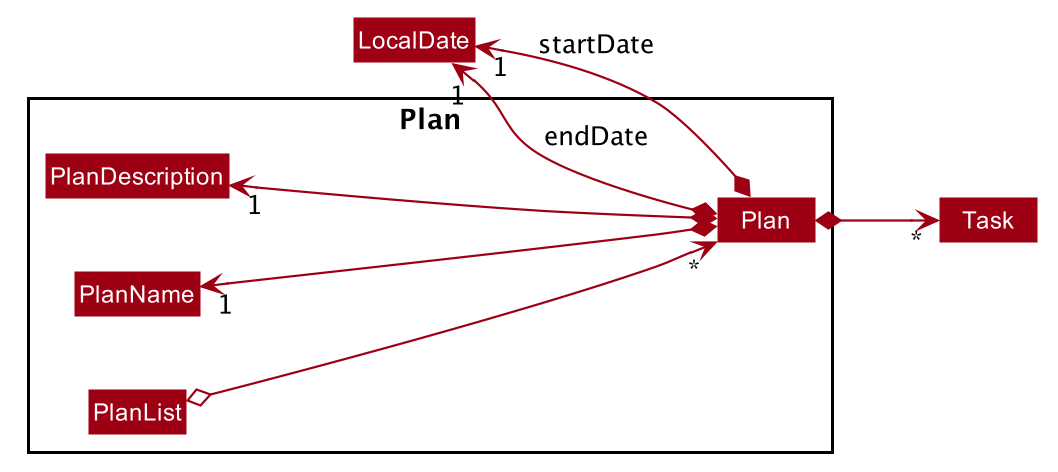 LocalDate
startDate
1
1
Plan
endDate
PlanDescription
1
Plan
Task
*
*
PlanName
1
PlanList